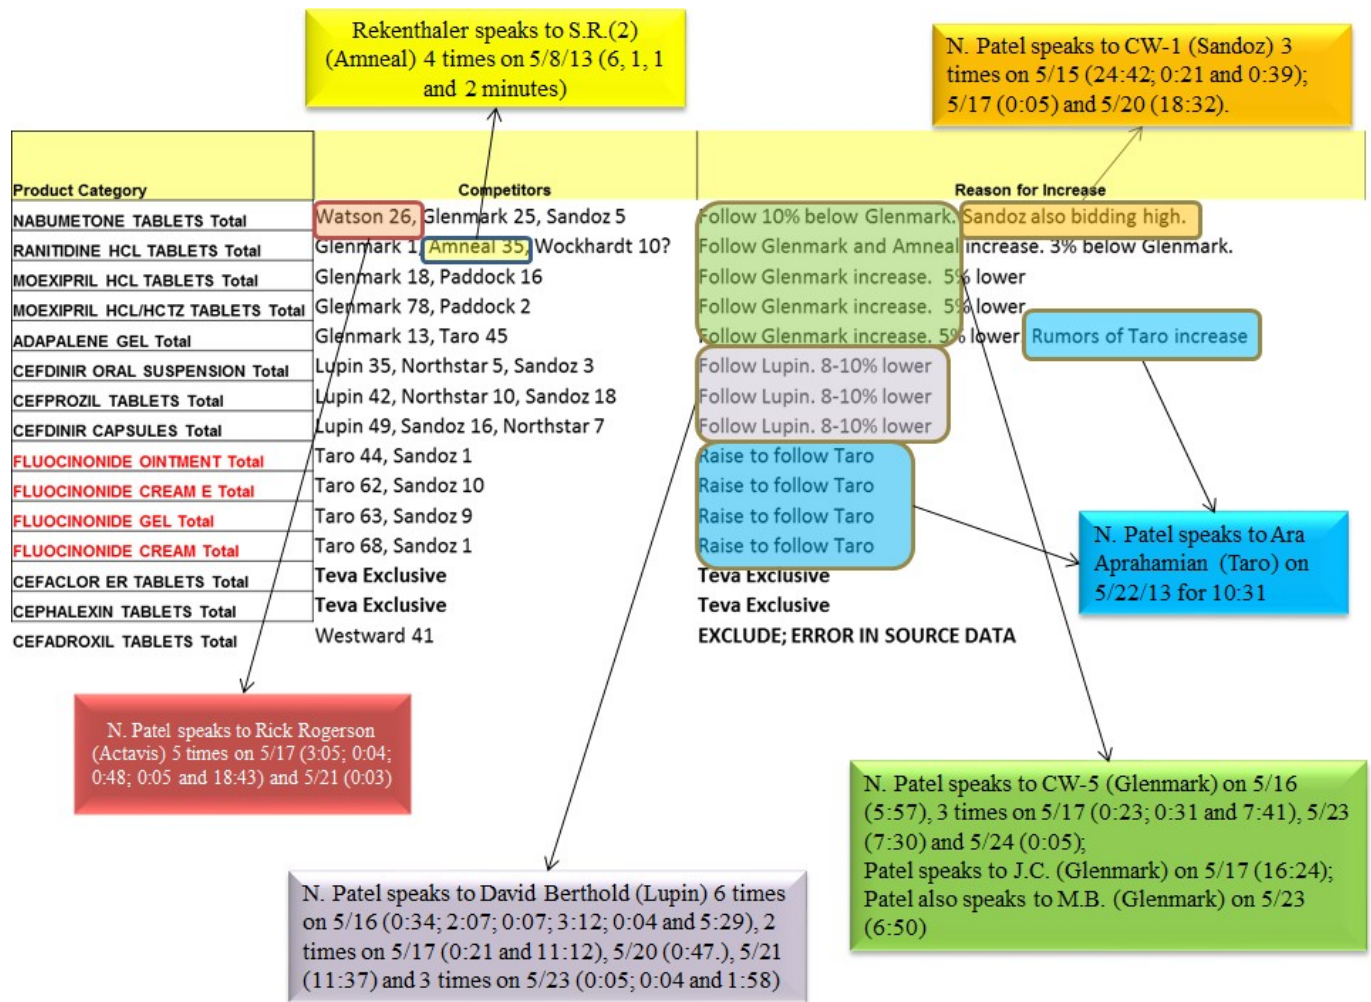 Rekenthaler speaks to S.R.(2)
(Amneal) 4 times on 5/8/13 (6, 1, 1
and 2 minutes)
N. Patel speaks to CW-1 (Sandoz) 3
times on 5/15 (24:42; 0:21 and 0:39);
5/17 (0:05) and 5/20 (18:32).
Product Category Competitors Reason for Increase
NABUMETONE TABLETS Total Watson 26, Glenmark 25, Sandoz 5 Follow 10% below Glenmark. Sandoz also bidding high.
RANITIDINE HCL TABLETS Total Glenmark 1, Amneal 35, Wockhardt 10? Follow Glenmark and Amneal increase. 3% below Glenmark.
MOEXIPRIL HCL TABLETS Total Glenmark 18, Paddock 16 Follow Glenmark increase. 5% lower
MOEXIPRIL HCL/HCTZ TABLETS Total Glenmark 78, Paddock 2 Follow Glenmark increase. 5% lower
ADAPALENE GEL Total Glenmark 13, Taro 45 Follow Glenmark increase. 5% lower Rumors of Taro increase
CEFDINIR ORAL SUSPENSION Total Lupin 35, Northstar 5, Sandoz 3 Follow Lupin. 8-10% lower
CEFPROZIL TABLETS Total Lupin 42, Northstar 10, Sandoz 18 Follow Lupin. 8-10% lower
CEFDINIR CAPSULES Total Lupin 49, Sandoz 16, Northstar 7 Follow Lupin. 8-10% lower
FLUOCINONIDE OINTMENT Total Taro 44, Sandoz 1 Raise to follow Taro
FLUOCINONIDE CREAM E Total Taro 62, Sandoz 10 Raise to follow Taro
FLUOCINONIDE GEL Total Taro 63, Sandoz 9 Raise to follow Taro
FLUOCINONIDE CREAM Total Taro 68, Sandoz 1 Raise to follow Taro
CEFACLOR ER TABLETS Total Teva Exclusive Teva Exclusive
CEPHALEXIN TABLETS Total Teva Exclusive Teva Exclusive
CEFADROXIL TABLETS Total Westward 41 EXCLUDE; ERROR IN SOURCE DATA
N. Patel speaks to Ara
Aprahamian (Taro) on
5/22/13 for 10:31
N. Patel speaks to Rick Rogerson
(Actavis) 5 times on 5/17 (3:05; 0:04;
0:48; 0:05 and 18:43) and 5/21 (0:03)
N. Patel speaks to David Berthold (Lupin) 6 times
on 5/16 (0:34; 2:07; 0:07; 3:12; 0:04 and 5:29), 2
times on 5/17 (0:21 and 11:12), 5/20 (0:47.), 5/21
(11:37) and 3 times on 5/23 (0:05; 0:04 and 1:58)
N. Patel speaks to CW-5 (Glenmark) on 5/16
(5:57), 3 times on 5/17 (0:23; 0:31 and 7:41), 5/23
(7:30) and 5/24 (0:05);
Patel speaks to J.C. (Glenmark) on 5/17 (16:24);
Patel also speaks to M.B. (Glenmark) on 5/23
(6:50)